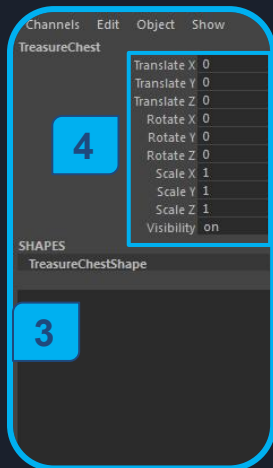 Channels Edit Object Show
TreasureChest
Translate X 0
Translate Y 0
Translate Z 0
Rotate X 0
Rotate Y 0
Rotate Z 0
Scale X 1
Scale Y 1
Scale Z 1
Visibility on
4
SHAPES
TreasureChestShape
3